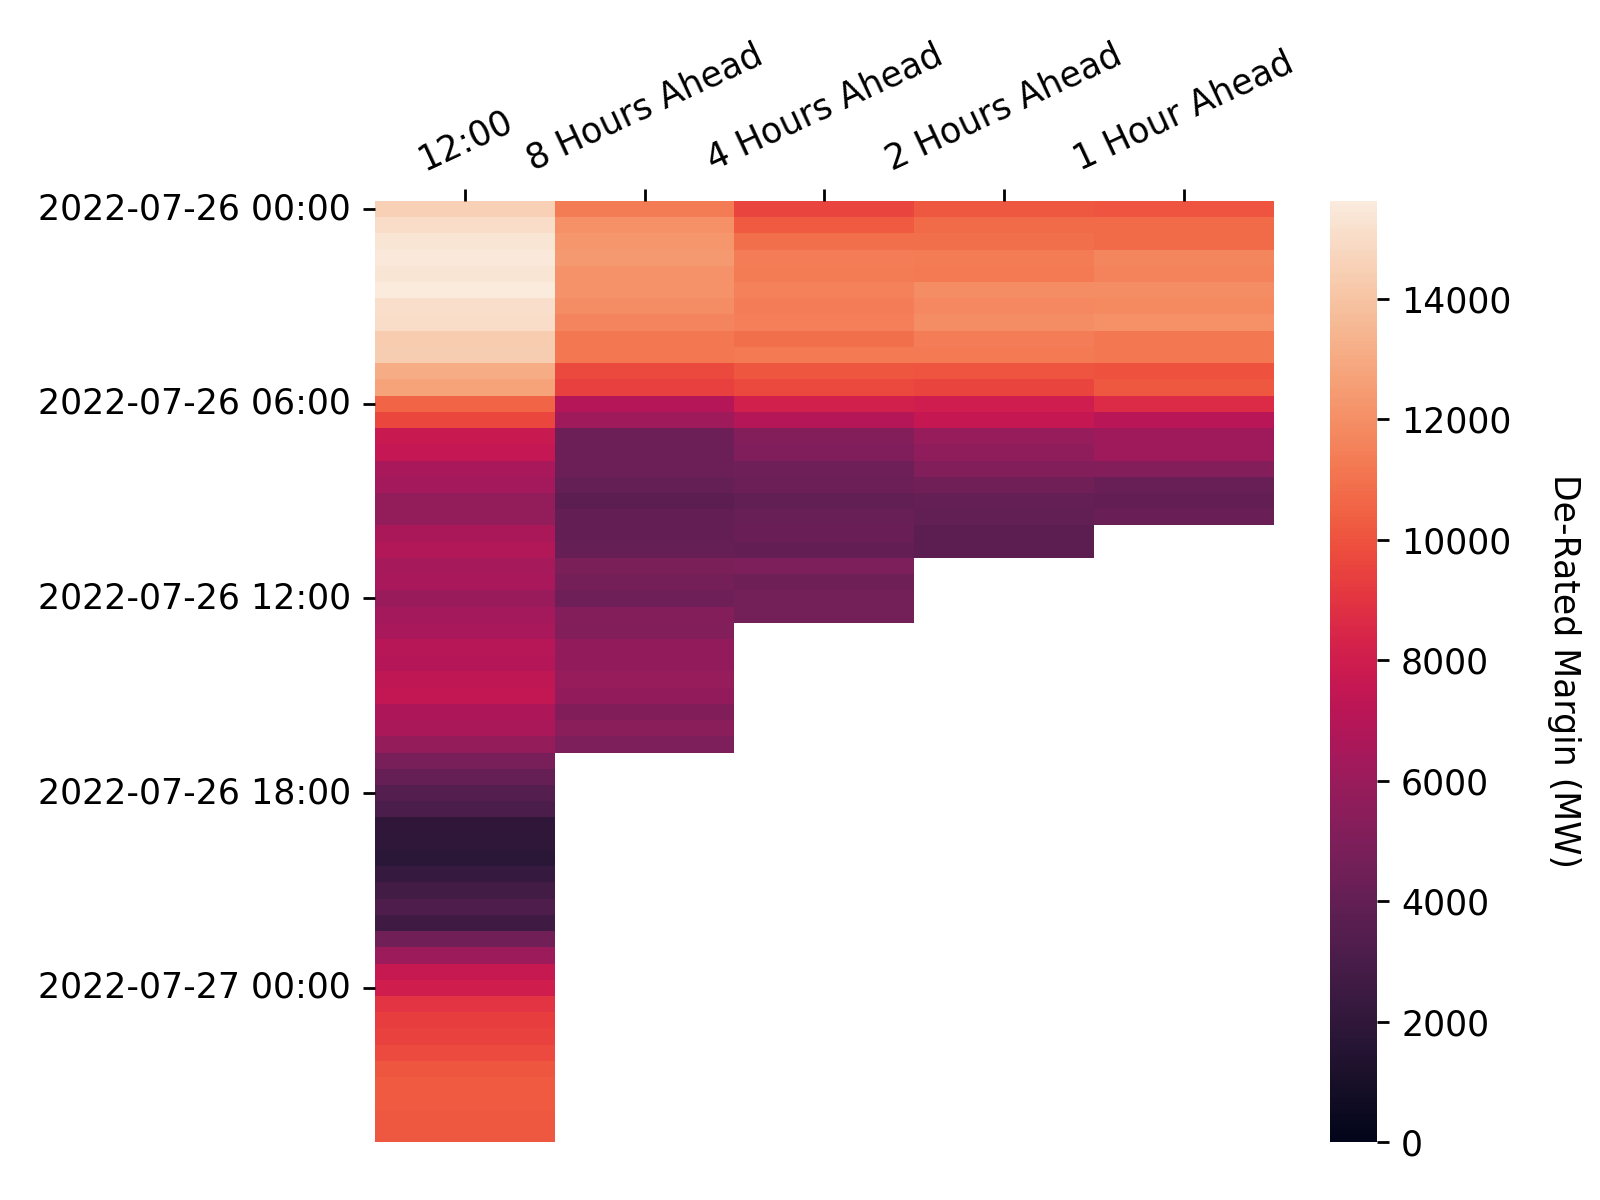 12:00
8 Hours Ahead
4 Hours Ahead
2 Hours Ahead
1 Hour Ahead
2022-07-26 00:00
2022-07-26 06:00
2022-07-26 12:00
2022-07-26 18:00
2022-07-27 00:00
14000
12000
10000
8000
6000
4000
2000
0
De-Rated Margin (MW)